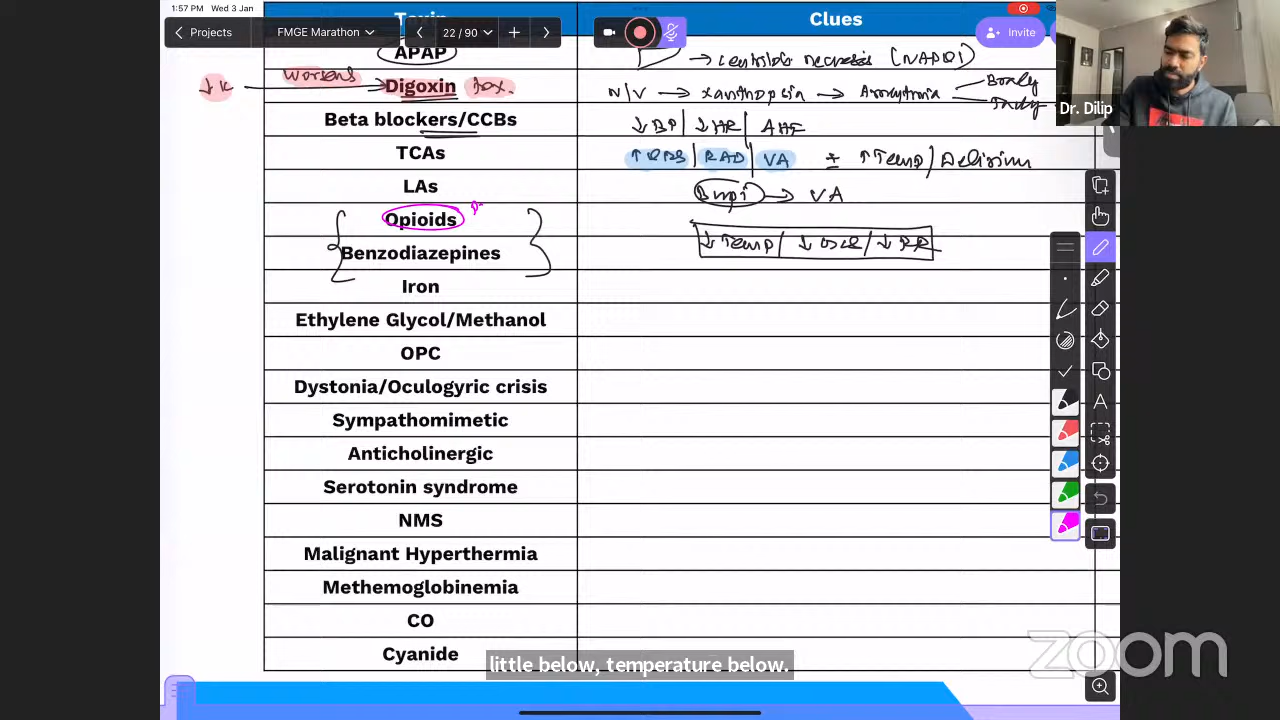 1:57 PM Wed 3 Jan
Toxin Clues
Projects FMGE Marathon 22 / 90 Invite
APAP → centrilob necrosis (NAPQI)
↓K worsens → Digoxin tox. N/V → xanthopsia → Arrhythmia Brady
Dr. Dilip
Beta blockers/CCBs ↓BP | ↓HR | AHF
TCAs ↑QRS | RAD | VA ± ↑Temp / Delirium
LAs Bupi → VA
Opioids
↓Temp / ↓ / ↓RR
Benzodiazepines
Iron
Ethylene Glycol/Methanol
OPC
Dystonia/Oculogyric crisis
Sympathomimetic
Anticholinergic
Serotonin syndrome
NMS
Malignant Hyperthermia
Methemoglobinemia
CO
Cyanide
little below, temperature below.
zoom